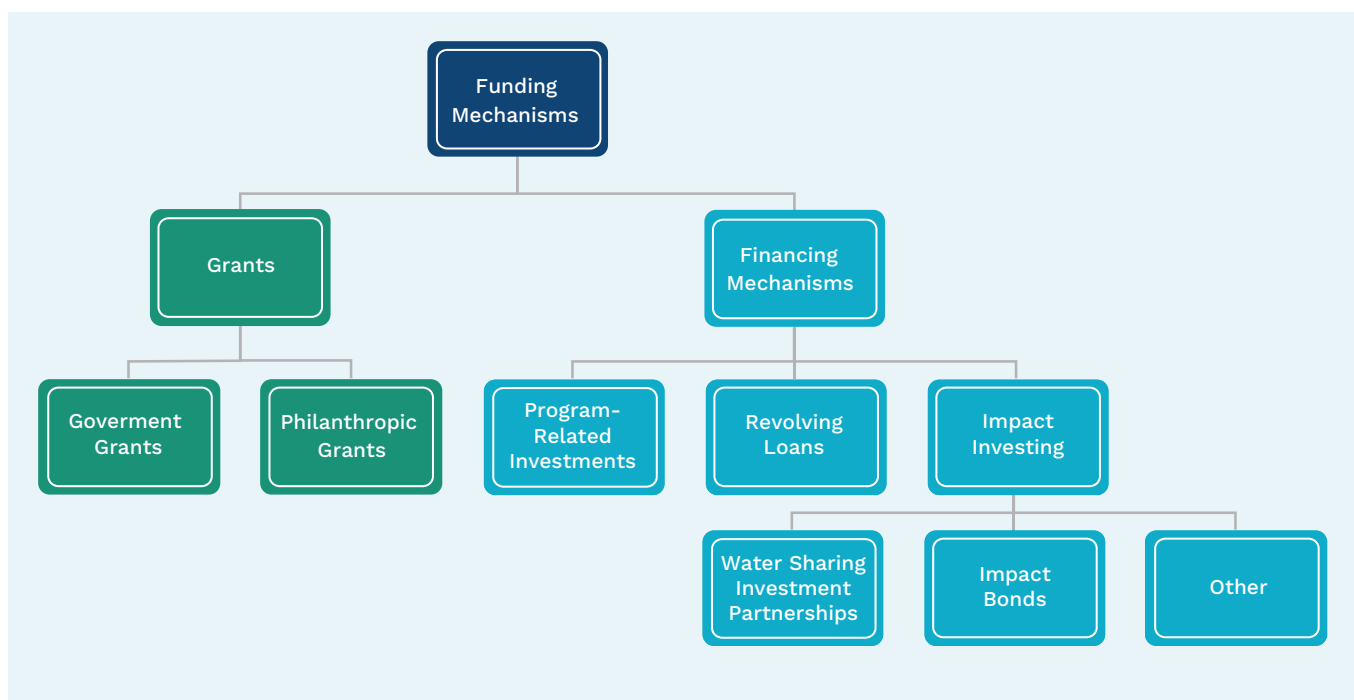 Funding
Mechanisms
Grants
Financing
Mechanisms
Goverment
Grants
Philanthropic
Grants
Program-
Related
Investments
Revolving
Loans
Impact
Investing
Water Sharing
Investment
Partnerships
Impact
Bonds
Other